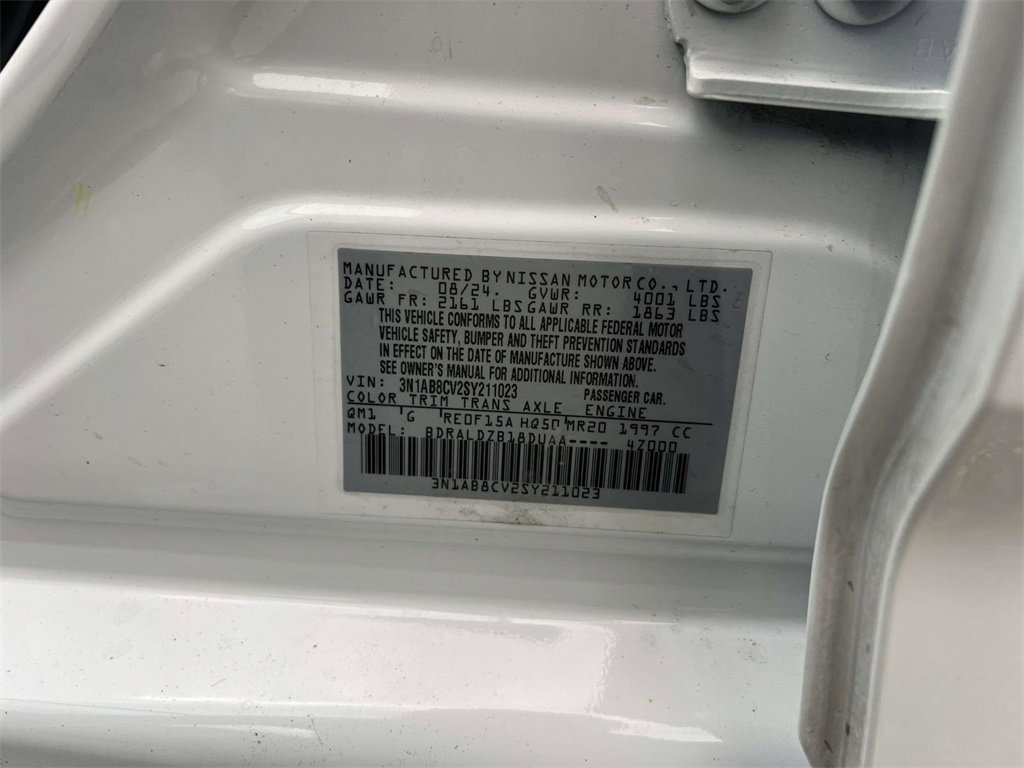 MANUFACTURED BY NISSAN MOTOR CO., LTD.
DATE: 08/24. GVWR: 4001 LBS
GAWR FR: 2161 LBS GAWR RR: 1863 LBS
THIS VEHICLE CONFORMS TO ALL APPLICABLE FEDERAL MOTOR
VEHICLE SAFETY, BUMPER AND THEFT PREVENTION STANDARDS
IN EFFECT ON THE DATE OF MANUFACTURE SHOWN ABOVE.
SEE OWNER'S MANUAL FOR ADDITIONAL INFORMATION.
VIN: 3N1AB8CV2SY211023 PASSENGER CAR.
COLOR TRIM TRANS AXLE ENGINE
QM1 G RE0F15A HQ50 MR20 1997 CC
MODEL: BDRALDZB18DUAA---- 4Z000
3N1AB8CV2SY211023